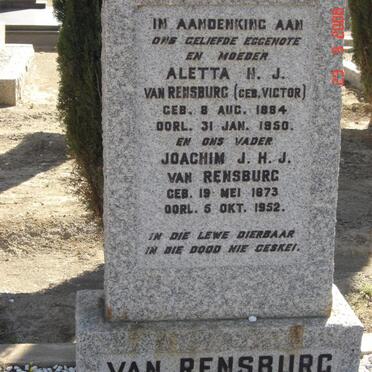 IN AANDENKING AAN
ONS GELIEFDE EGGENOTE
EN MOEDER
ALETTA H. J.
VAN RENSBURG (GEB. VICTOR)
GEB. 8 AUG. 1884
OORL. 31 JAN. 1950.
EN ONS VADER
JOACHIM J. H. J.
VAN RENSBURG
GEB. 19 MEI 1873
OORL. 5 OKT. 1952.
IN DIE LEWE DIERBAAR
IN DIE DOOD NIE GESKEI.
VAN RENSBURG